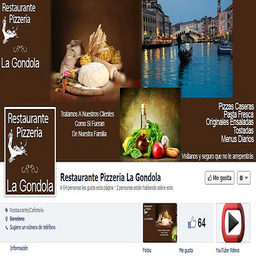 Restaurante
Pizzeria
La Gondola
Tratamos A Nuestros Clientes
Como Si Fueran
De Nuestra Familia
Pizzas Caseras
Pasta Fresca
Originales Ensaladas
Tostadas
Menus Diarios
Visitanos y seguro que no te arrepentirás
Restaurante
Pizzeria
La Gondola
Restaurante Pizzeria La Gondola
A 64 personas les gusta esta página · 2 personas están hablando sobre esto
Me gusta
Restaurante/Cafetería
Barcelona
Sugiere un número de teléfono
Información
64
Fotos
Me gusta
YouTube Videos